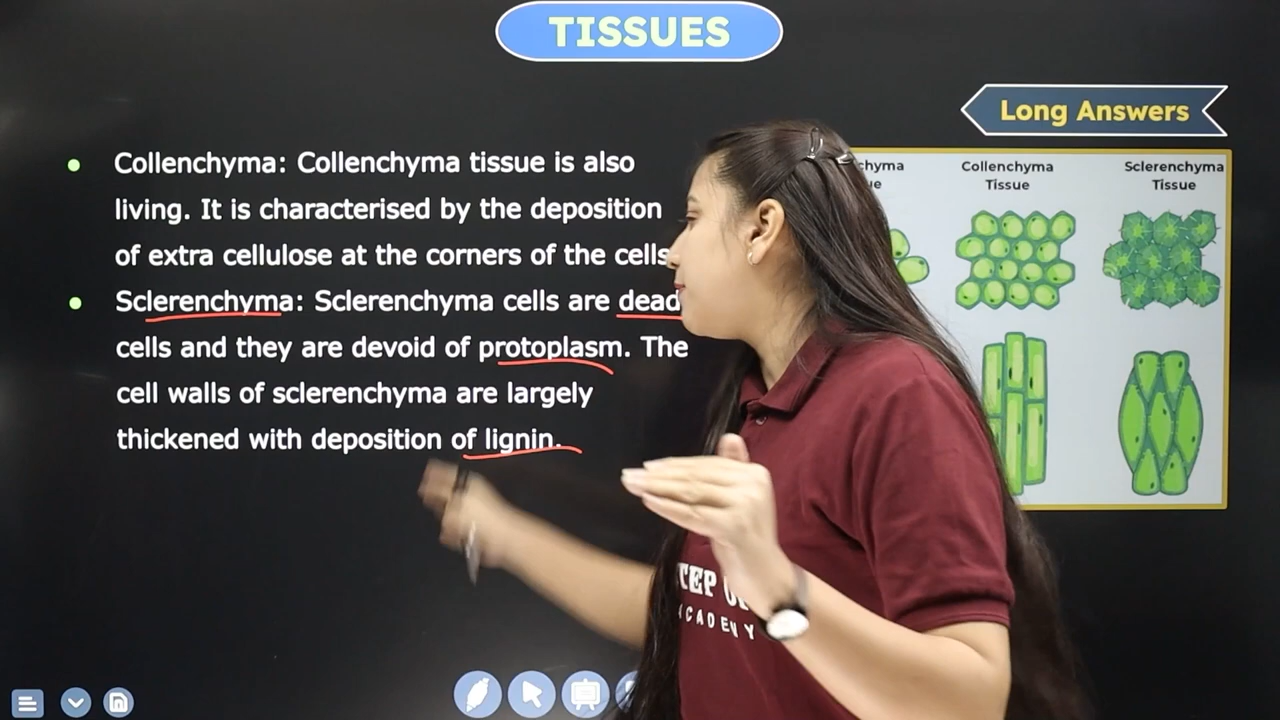 TISSUES
Long Answers
Collenchyma: Collenchyma tissue is also
living. It is characterised by the deposition
of extra cellulose at the corners of the cells
Sclerenchyma: Sclerenchyma cells are dead
cells and they are devoid of protoplasm. The
cell walls of sclerenchyma are largely
thickened with deposition of lignin.
Collenchyma
Tissue
Sclerenchyma
Tissue
ACADEMY